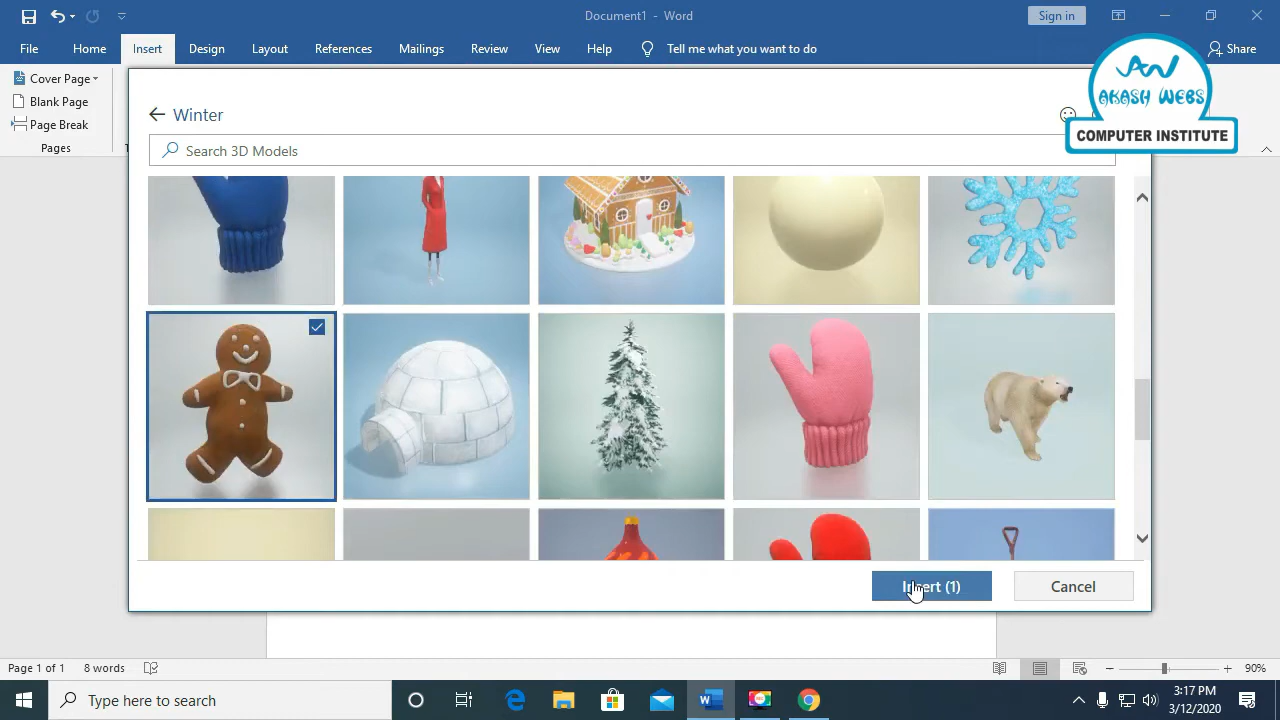 Document1 - Word
Sign in
File Home Insert Design Layout References Mailings Review View Help Tell me what you want to do Share
Cover Page
Blank Page
Page Break
Pages
AKASH WEBS
COMPUTER INSTITUTE
Winter
Search 3D Models
Insert (1) Cancel
Page 1 of 1 8 words 90%
Type here to search
3:17 PM
3/12/2020